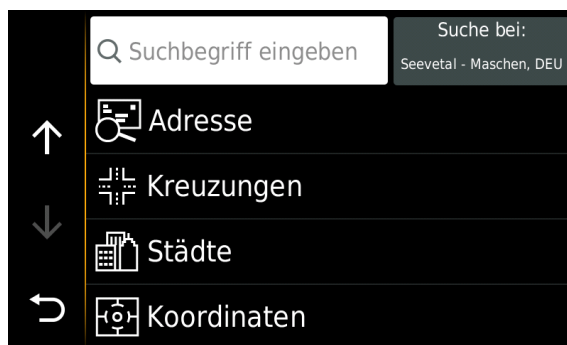 Suchbegriff eingeben
Suche bei:
Seevetal - Maschen, DEU
Adresse
Kreuzungen
Städte
Koordinaten